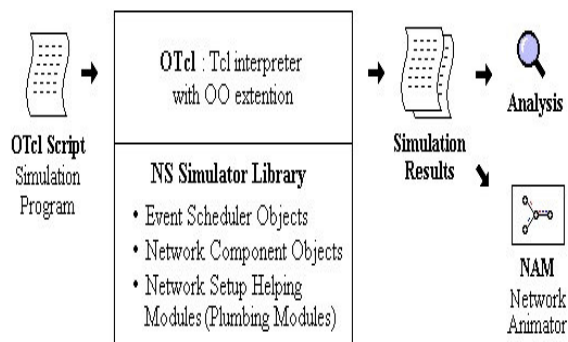 OTcl Script
Simulation
Program
OTcl : Tcl interpreter
with OO extention
NS Simulator Library
• Event Scheduler Objects
• Network Component Objects
• Network Setup Helping
Modules (Plumbing Modules)
Simulation
Results
Analysis
NAM
Network
Animator